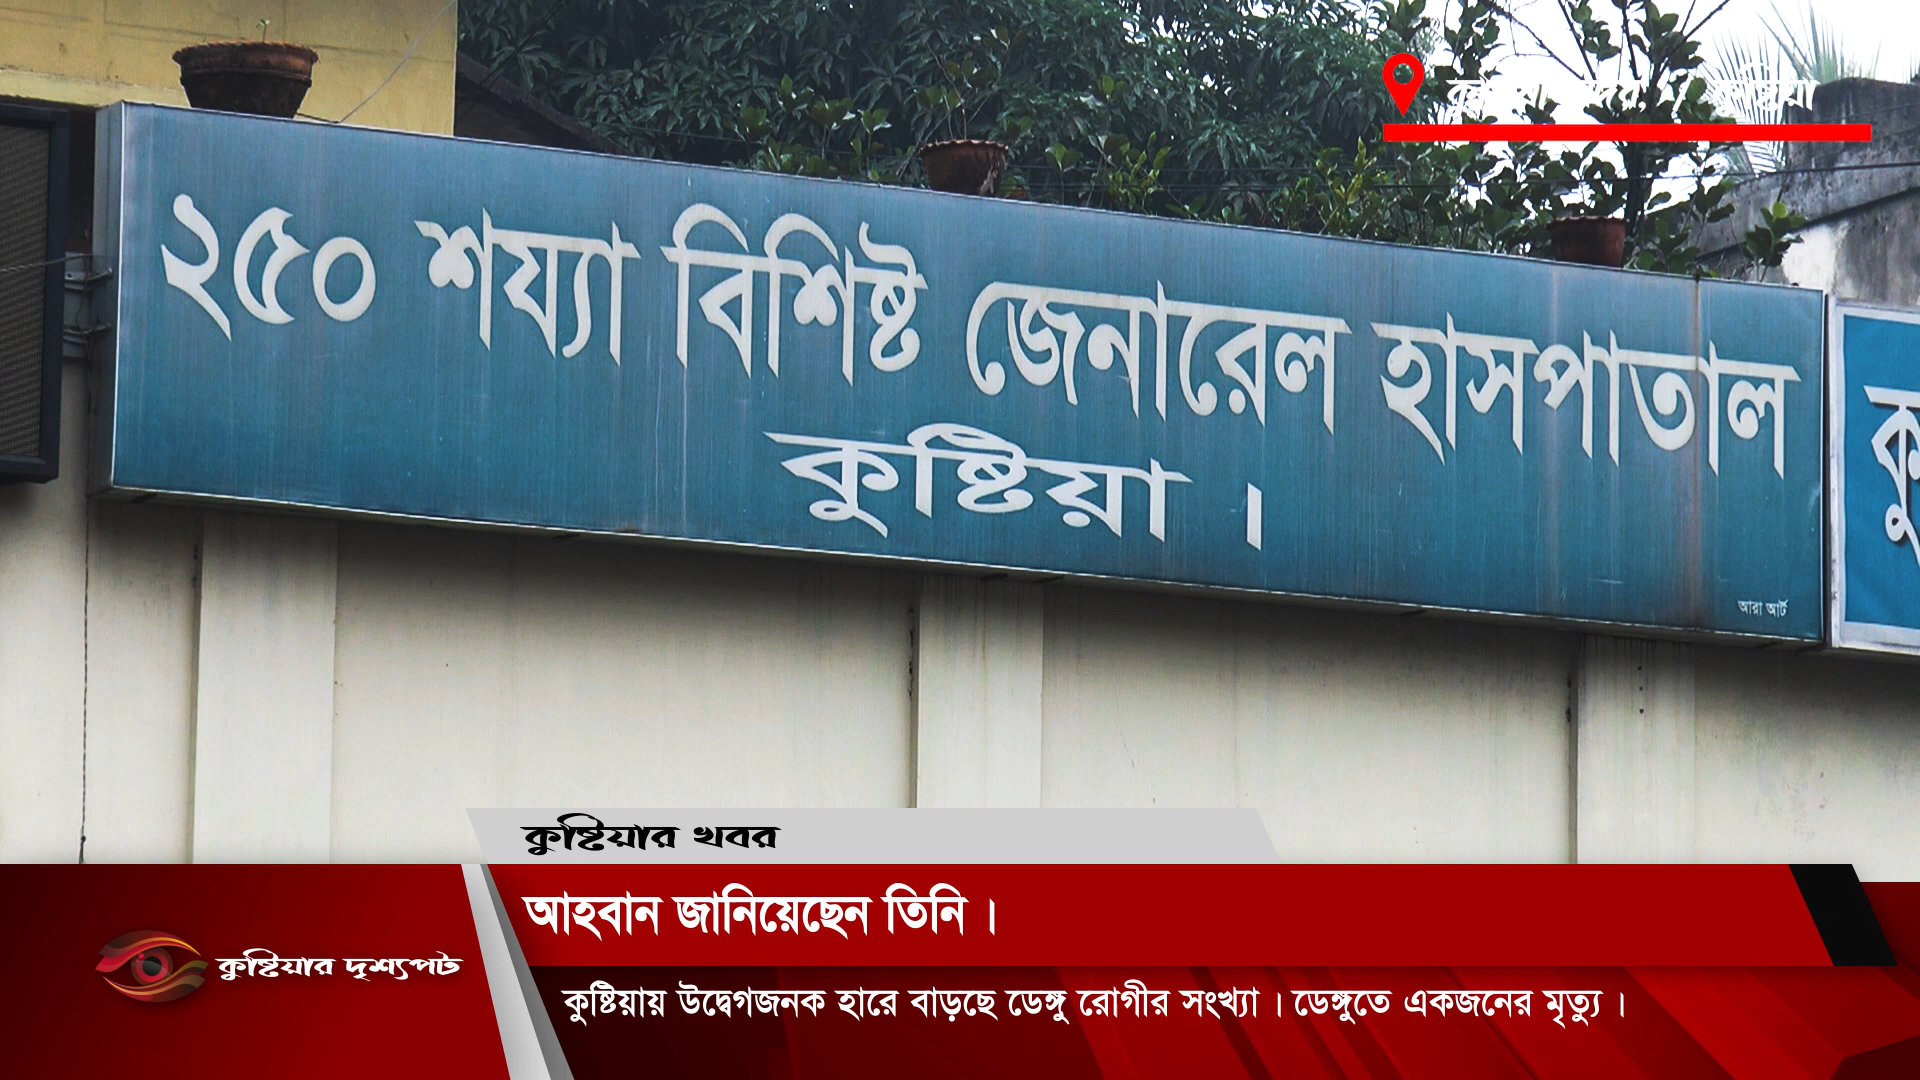 ২৫০ শয্যা বিশিষ্ট জেনারেল হাসপাতাল
কুষ্টিয়া ।
আরা আর্ট
কুষ্টিয়ার খবর
আহবান জানিয়েছেন তিনি ।
কুষ্টিয়ার দৃশ্যপট
কুষ্টিয়ায় উদ্বেগজনক হারে বাড়ছে ডেঙ্গু রোগীর সংখ্যা । ডেঙ্গুতে একজনের মৃত্যু ।